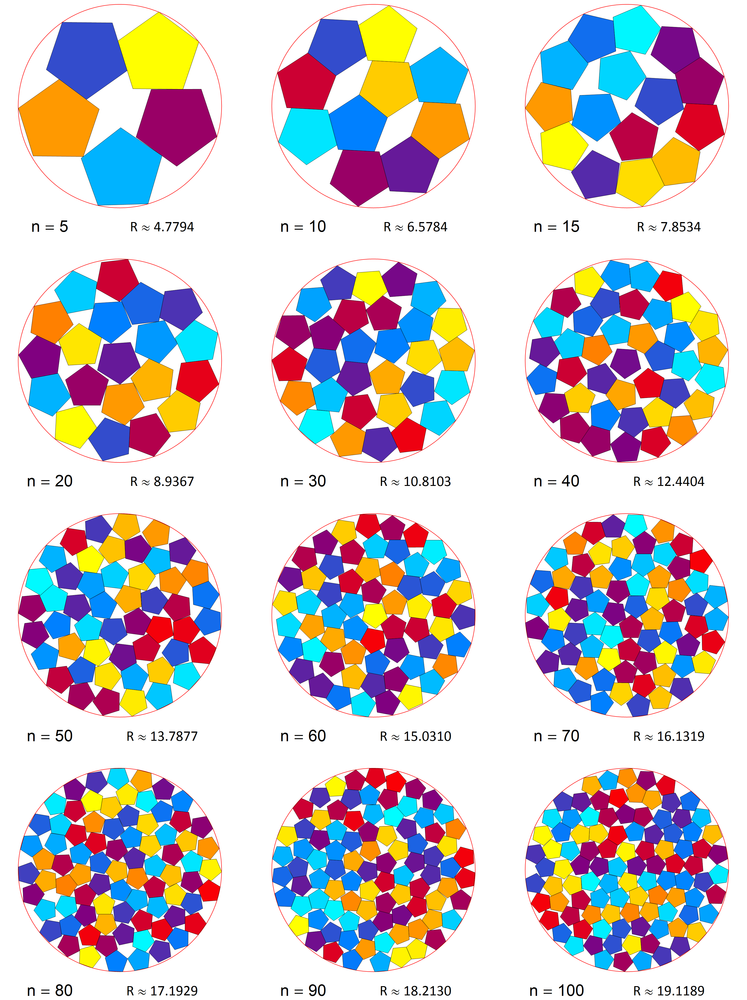 n = 5 R ≈ 4.7794
n = 10 R ≈ 6.5784
n = 15 R ≈ 7.8534
n = 20 R ≈ 8.9367
n = 30 R ≈ 10.8103
n = 40 R ≈ 12.4404
n = 50 R ≈ 13.7877
n = 60 R ≈ 15.0310
n = 70 R ≈ 16.1319
n = 80 R ≈ 17.1929
n = 90 R ≈ 18.2130
n = 100 R ≈ 19.1189